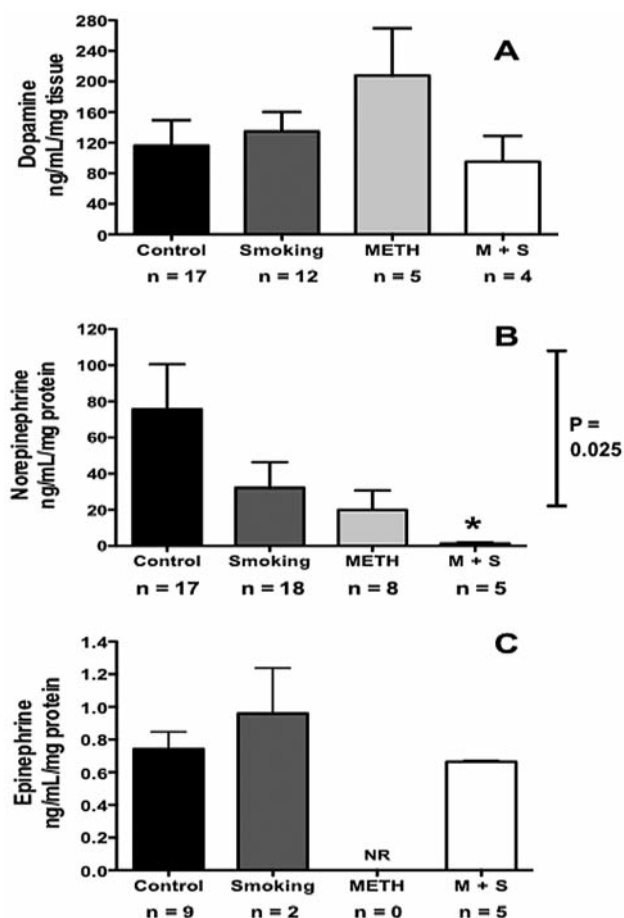 A
Dopamine
ng/mL/mg tissue
280
240
200
160
120
80
40
0
Control Smoking METH M + S
n = 17 n = 12 n = 5 n = 4
B
Norepinephrine
ng/mL/mg protein
120
100
80
60
40
20
0
*
P =
0.025
Control Smoking METH M + S
n = 17 n = 18 n = 8 n = 5
C
Epinephrine
ng/mL/mg protein
1.4
1.2
1.0
0.8
0.6
0.4
0.2
0.0
NR
Control Smoking METH M + S
n = 9 n = 2 n = 0 n = 5